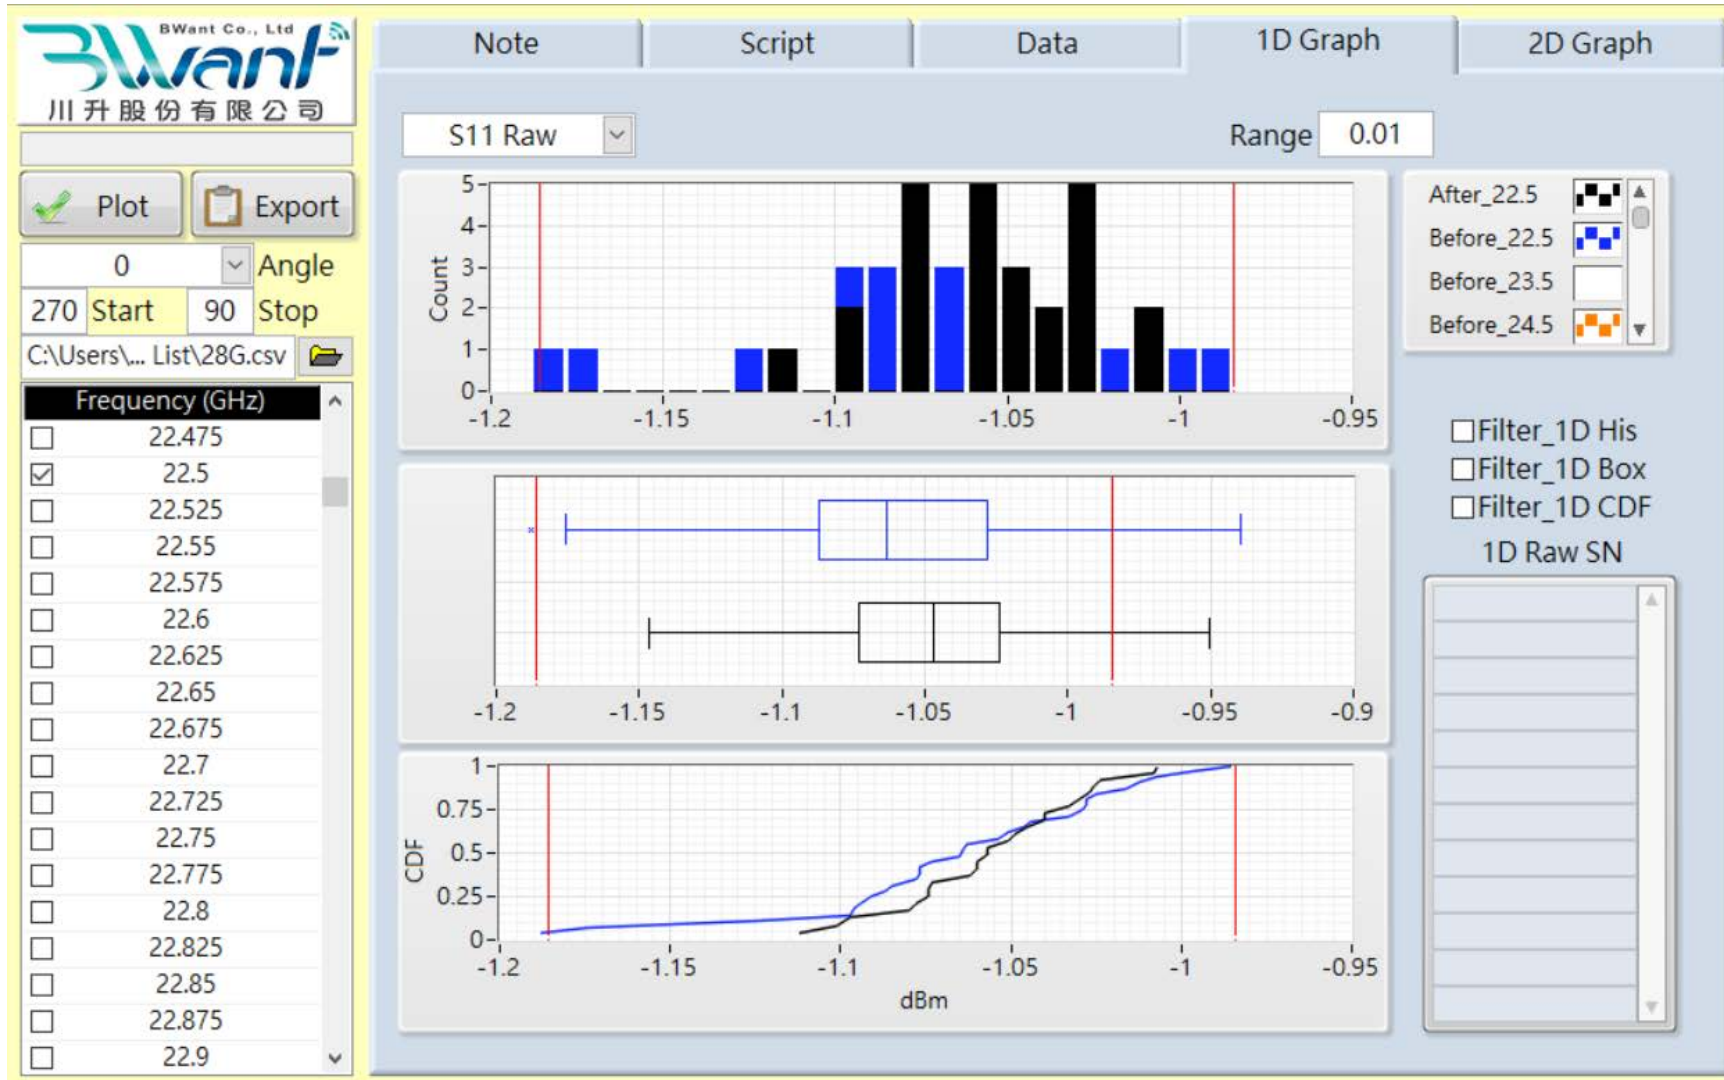 BWant Co., Ltd
BWant
川升股份有限公司
Plot
Export
0
Angle
270 Start 90 Stop
C:\Users\... List\28G.csv
Frequency (GHz)
22.475
22.5
22.525
22.55
22.575
22.6
22.625
22.65
22.675
22.7
22.725
22.75
22.775
22.8
22.825
22.85
22.875
22.9
Note Script Data 1D Graph 2D Graph
S11 Raw
Range 0.01
Count
5
4
3
2
1
0
-1.2 -1.15 -1.1 -1.05 -1 -0.95
After_22.5
Before_22.5
Before_23.5
Before_24.5
Filter_1D His
Filter_1D Box
Filter_1D CDF
1D Raw SN
-1.2 -1.15 -1.1 -1.05 -1 -0.95 -0.9
CDF
1
0.75
0.5
0.25
0
-1.2 -1.15 -1.1 -1.05 -1 -0.95
dBm